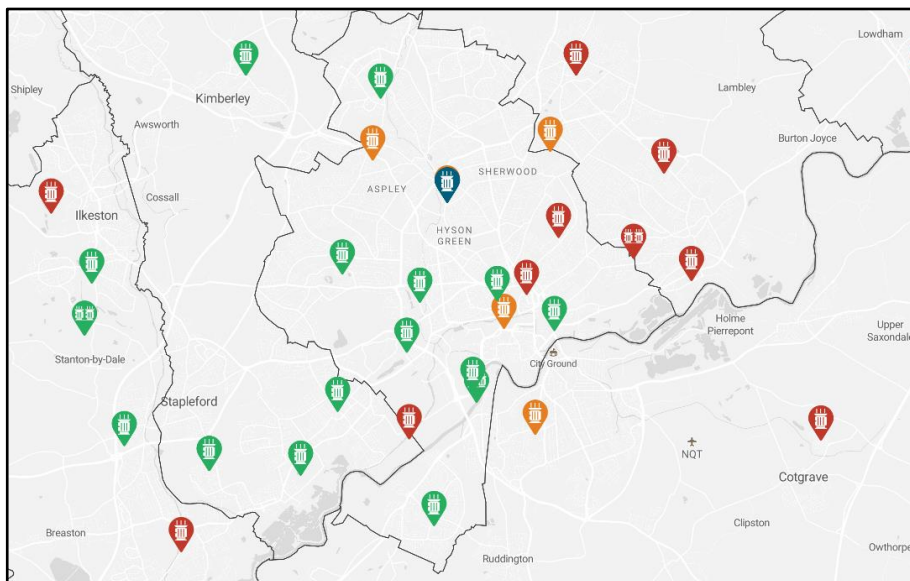 Lowdham
Shipley
Kimberley
Lambley
Awsworth
Burton Joyce
SHERWOOD
ASPLEY
Cossall
Ilkeston
HYSON
GREEN
Holme
Pierrepont
Upper
Saxondale
Stanton-by-Dale
City Ground
Stapleford
NQT
Cotgrave
Clipston
Breaston
Owthorpe
Ruddington